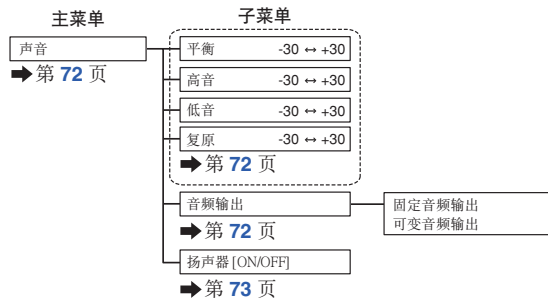 主菜单
子菜单
声音
平衡 -30 ↔ +30
➡ 第 72 页
高音 -30 ↔ +30
低音 -30 ↔ +30
复原 -30 ↔ +30
➡ 第 72 页
音频输出
固定音频输出
可变音频输出
➡ 第 72 页
扬声器 [ON/OFF]
➡ 第 73 页